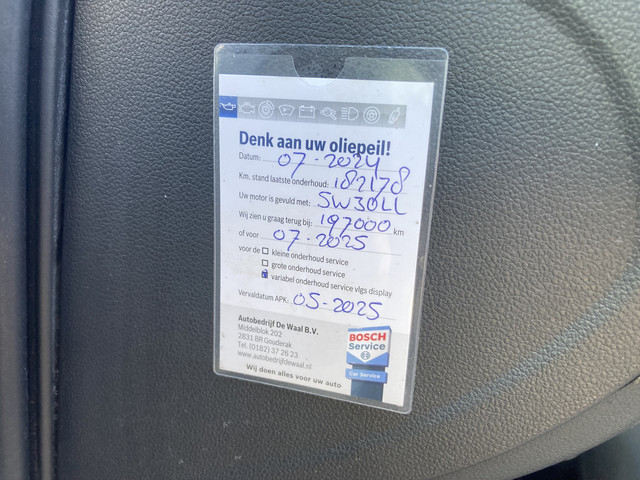 Denk aan uw oliepeil!
Datum: 07-2024
Km. stand laatste onderhoud: 182178
Uw motor is gevuld met: 5W30LL
Wij zien u graag terug bij: 197000 km
of voor 07-2025
voor de kleine onderhoud service
grote onderhoud service
variabel onderhoud service vlgs display
Vervaldatum APK: 05-2025
Autobedrijf De Waal B.V.
Middelblok 202
2831 BR Gouderak
Tel. (0182) 37 26 23
www.autobedrijfdewaal.nl
Wij doen alles voor uw auto
BOSCH
Service
Car Service